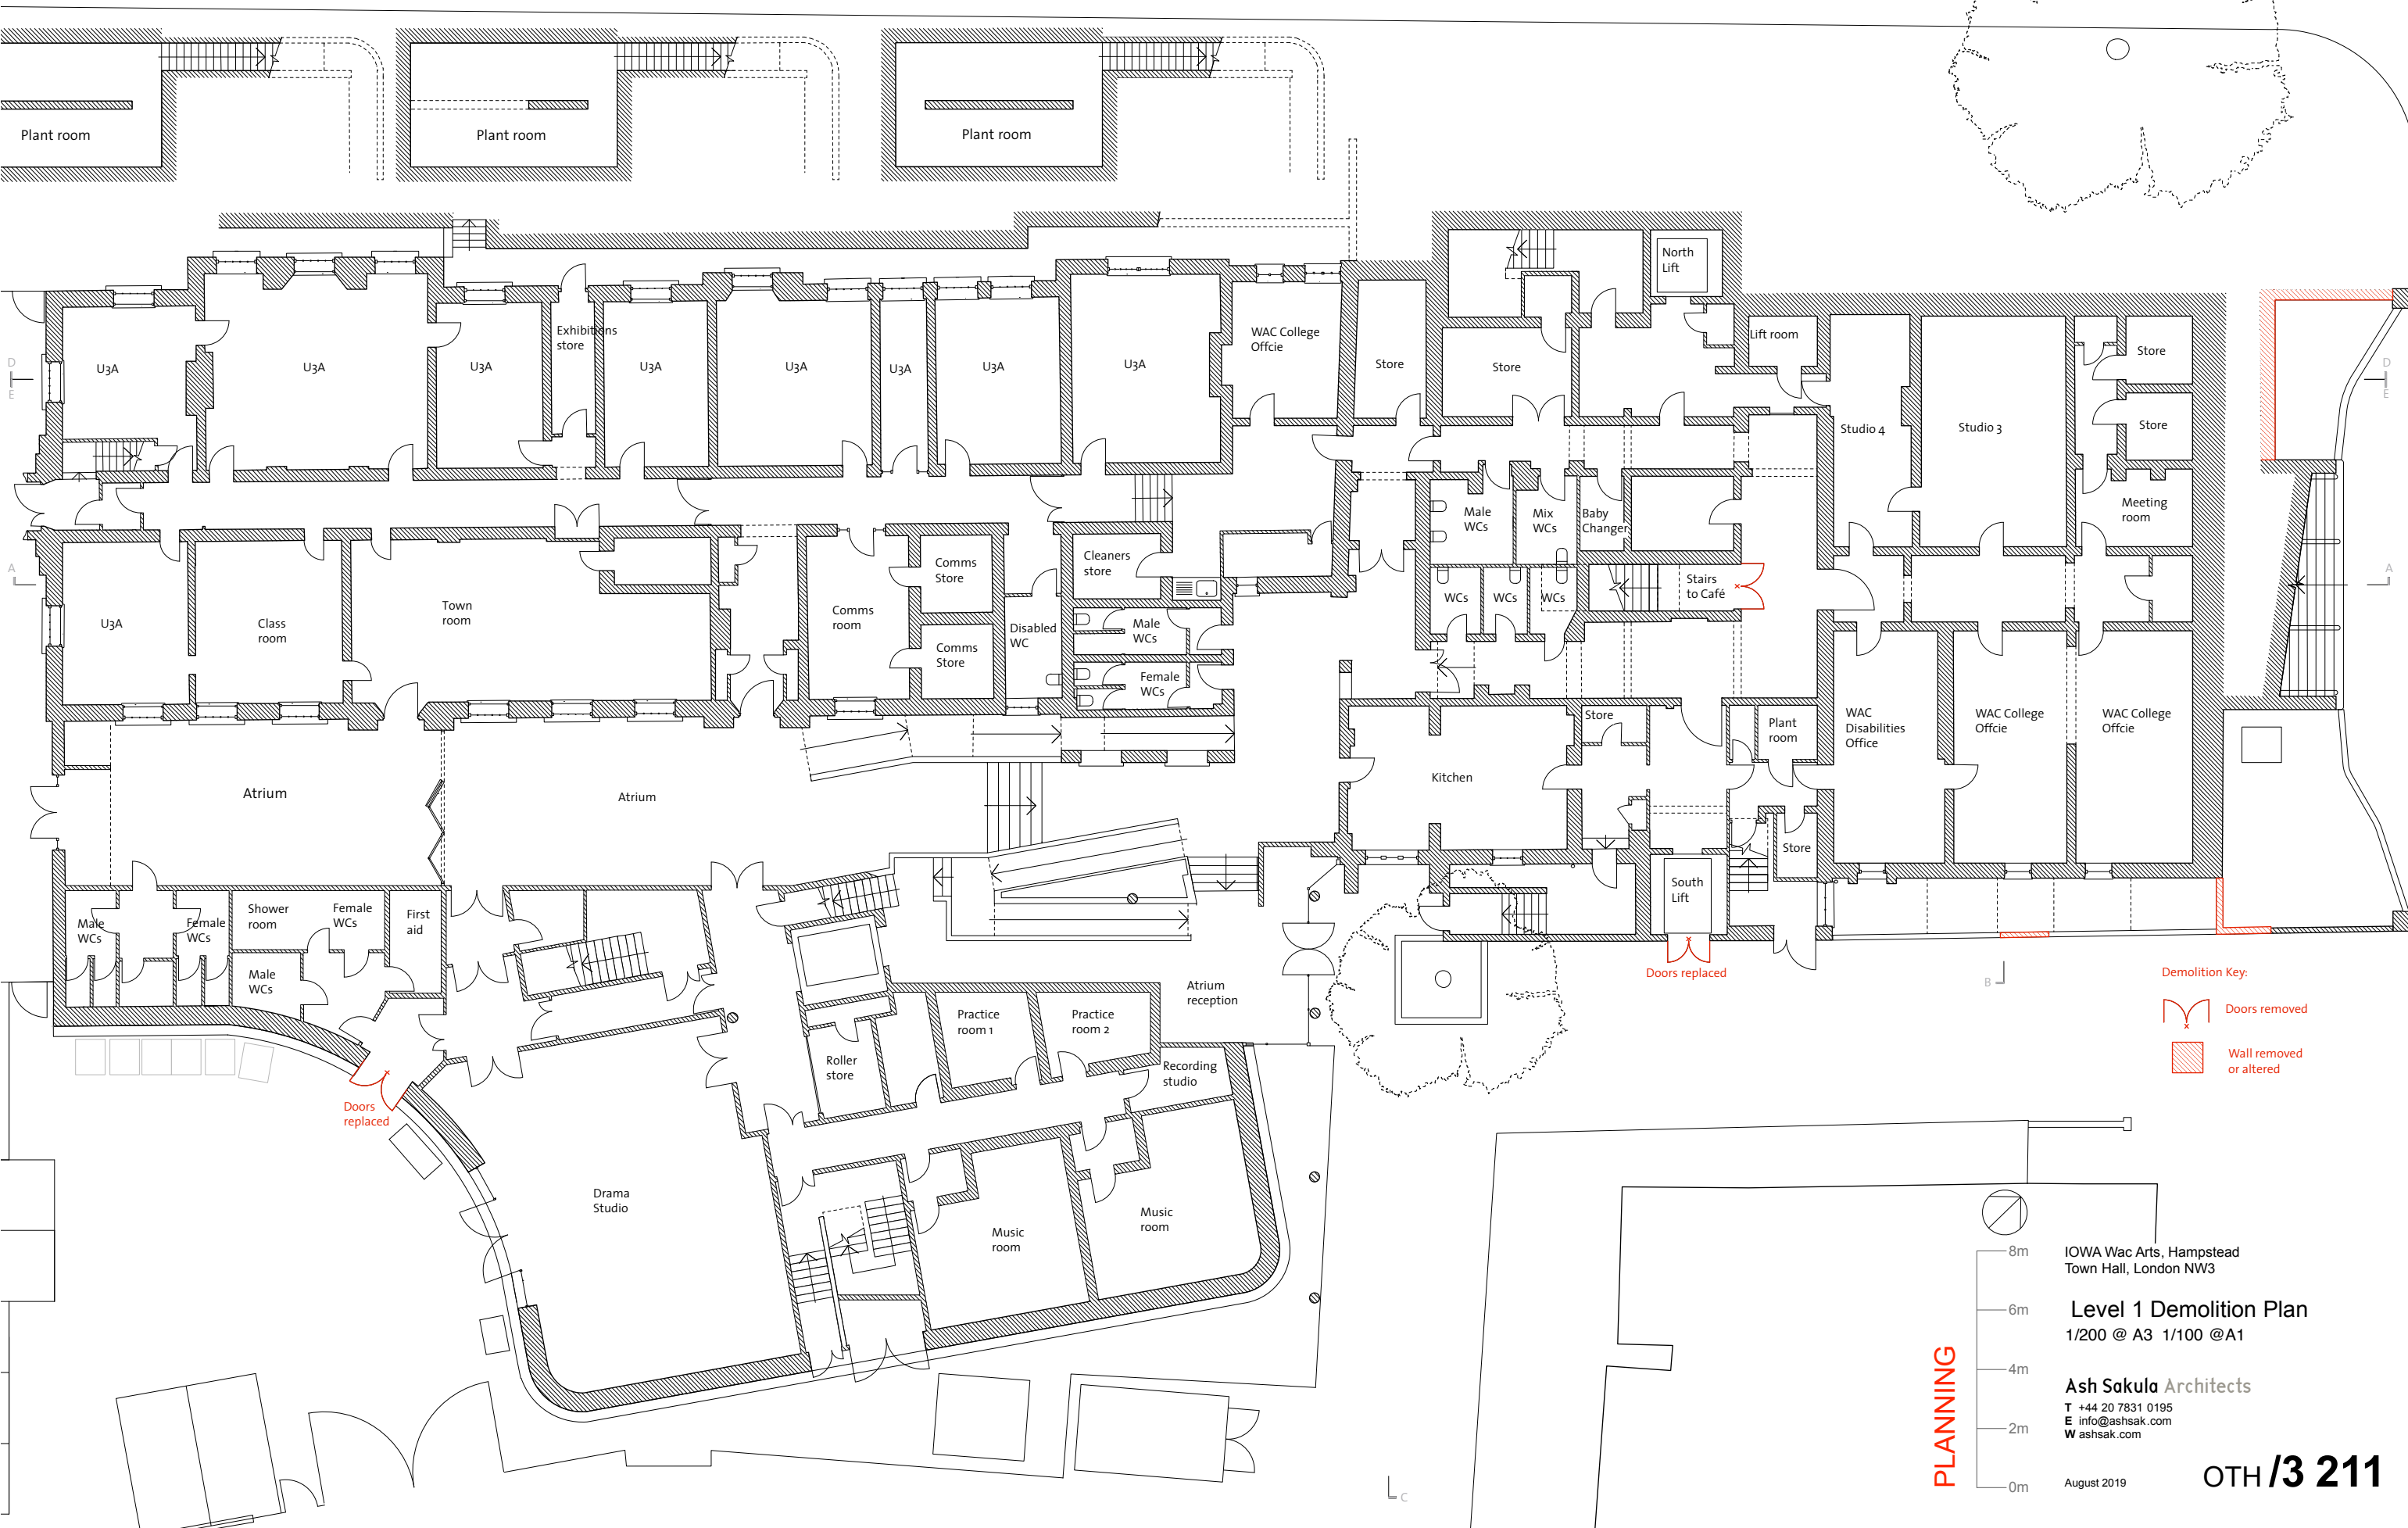 Plant room
Plant room
Plant room
North
Lift
U3A
U3A
U3A
Exhibitions
store
U3A
U3A
U3A
U3A
U3A
WAC College
Offcie
Store
Store
Lift room
Studio 4
Studio 3
Store
Store
Meeting
room
D
E
D
E
A
A
U3A
Class
room
Town
room
Comms
room
Comms
Store
Comms
Store
Disabled
WC
Cleaners
store
Male
WCs
Female
WCs
Male
WCs
Mix
WCs
Baby
Changer
WCs
WCs
WCs
Stairs
to Café
Atrium
Atrium
Kitchen
Store
Plant
room
Store
WAC
Disabilities
Office
WAC College
Offcie
WAC College
Offcie
Male
WCs
Female
WCs
Shower
room
Female
WCs
Male
WCs
First
aid
South
Lift
Doors replaced
B
Atrium
reception
Practice
room 1
Practice
room 2
Roller
store
Recording
studio
Doors
replaced
Drama
Studio
Music
room
Music
room
C
Demolition Key:
Doors removed
Wall removed
or altered
8m
6m
4m
2m
0m
PLANNING
IOWA Wac Arts, Hampstead
Town Hall, London NW3
Level 1 Demolition Plan
1/200 @ A3 1/100 @A1
Ash Sakula Architects
T +44 20 7831 0195
E info@ashsak.com
W ashsak.com
August 2019
OTH /3 211